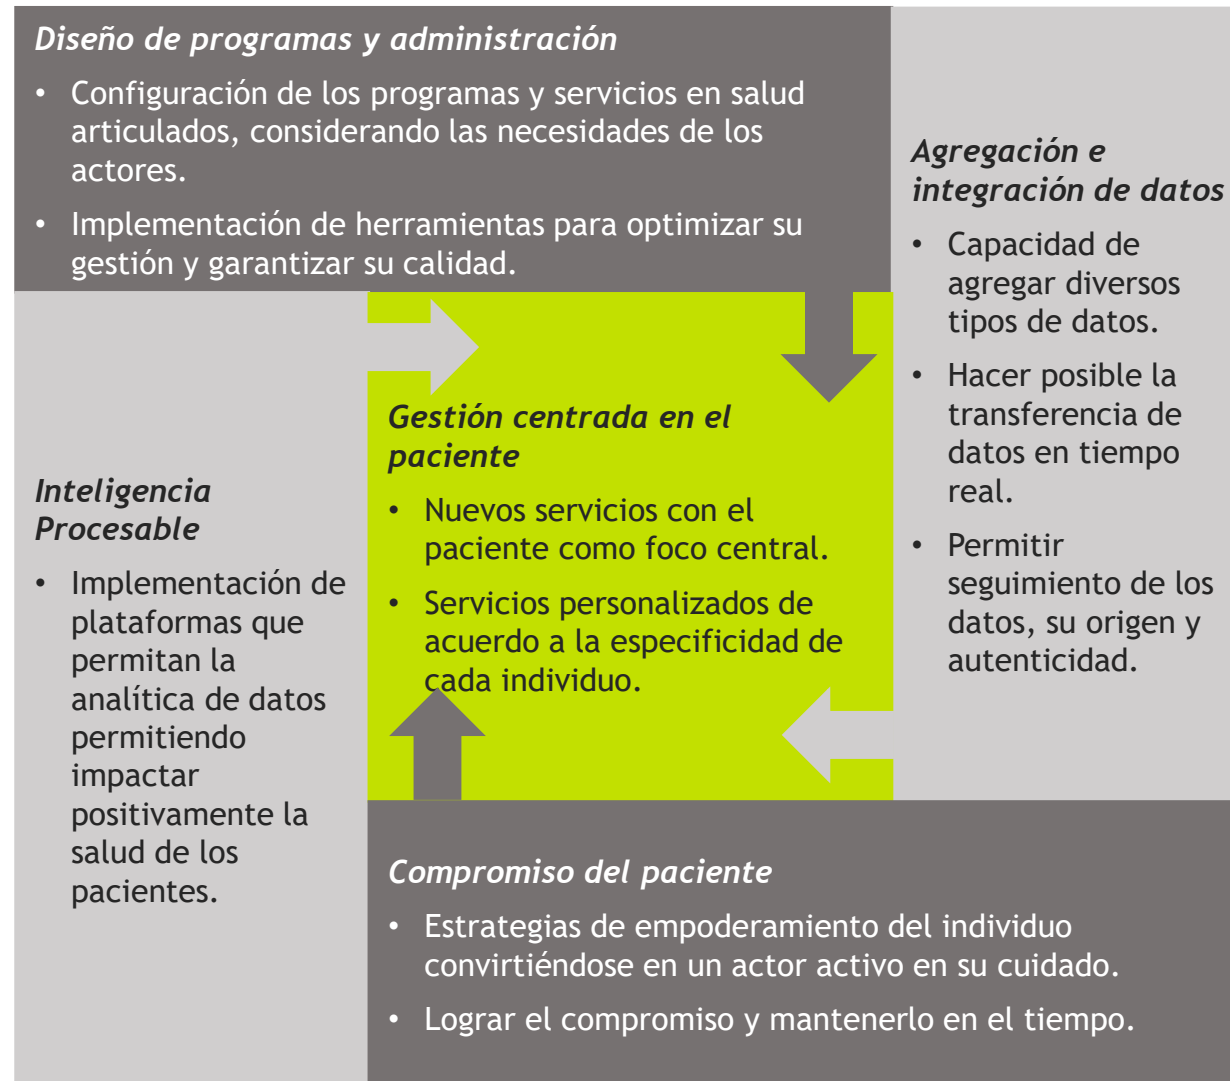 Diseño de programas y administración
• Configuración de los programas y servicios en salud
articulados, considerando las necesidades de los
actores.
• Implementación de herramientas para optimizar su
gestión y garantizar su calidad.
Agregación e
integración de datos
• Capacidad de
agregar diversos
tipos de datos.
• Hacer posible la
transferencia de
datos en tiempo
real.
• Permitir
seguimiento de los
datos, su origen y
autenticidad.
Inteligencia
Procesable
• Implementación de
plataformas que
permitan la
analítica de datos
permitiendo
impactar
positivamente la
salud de los
pacientes.
Gestión centrada en el
paciente
• Nuevos servicios con el
paciente como foco central.
• Servicios personalizados de
acuerdo a la especificidad de
cada individuo.
Compromiso del paciente
• Estrategias de empoderamiento del individuo
convirtiéndose en un actor activo en su cuidado.
• Lograr el compromiso y mantenerlo en el tiempo.